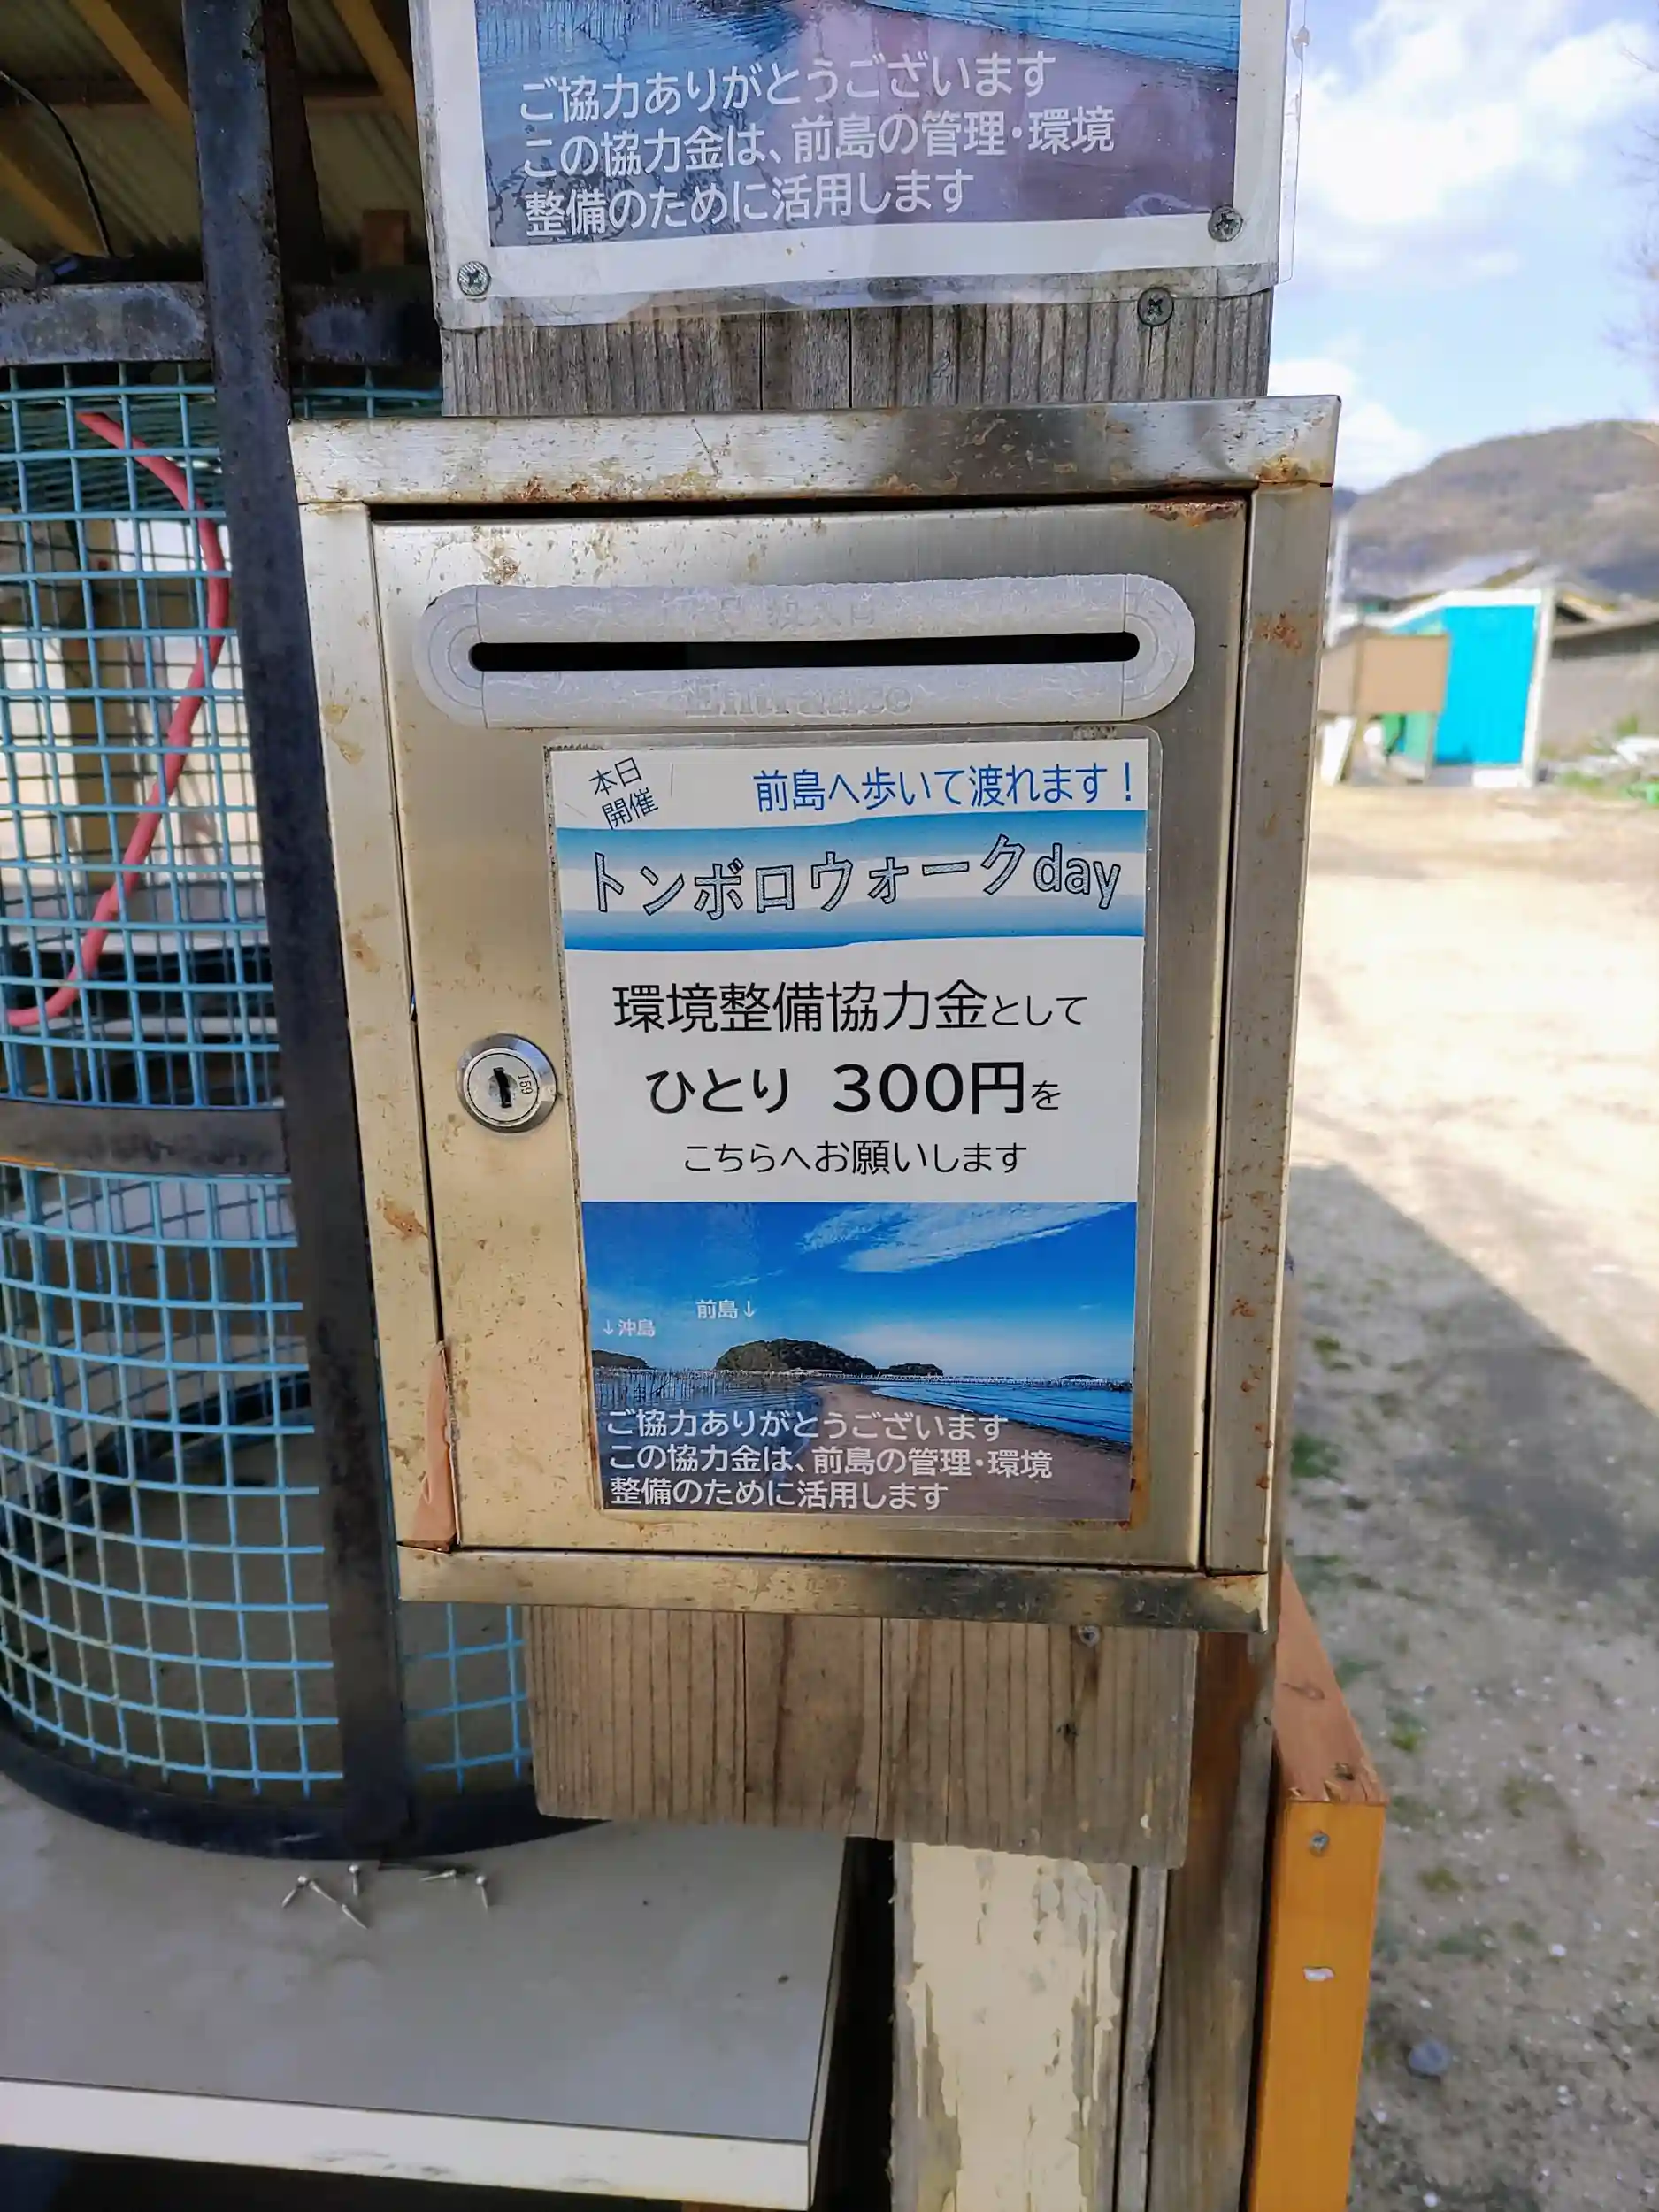 ご協力ありがとうございます
この協力金は、前島の管理・環境
整備のために活用します
投入口
Entrance
本日
開催
前島へ歩いて渡れます！
トンボロウォークday
環境整備協力金として
ひとり 300円を
こちらへお願いします
159
前島↓
↓沖島
ご協力ありがとうございます
この協力金は、前島の管理・環境
整備のために活用します